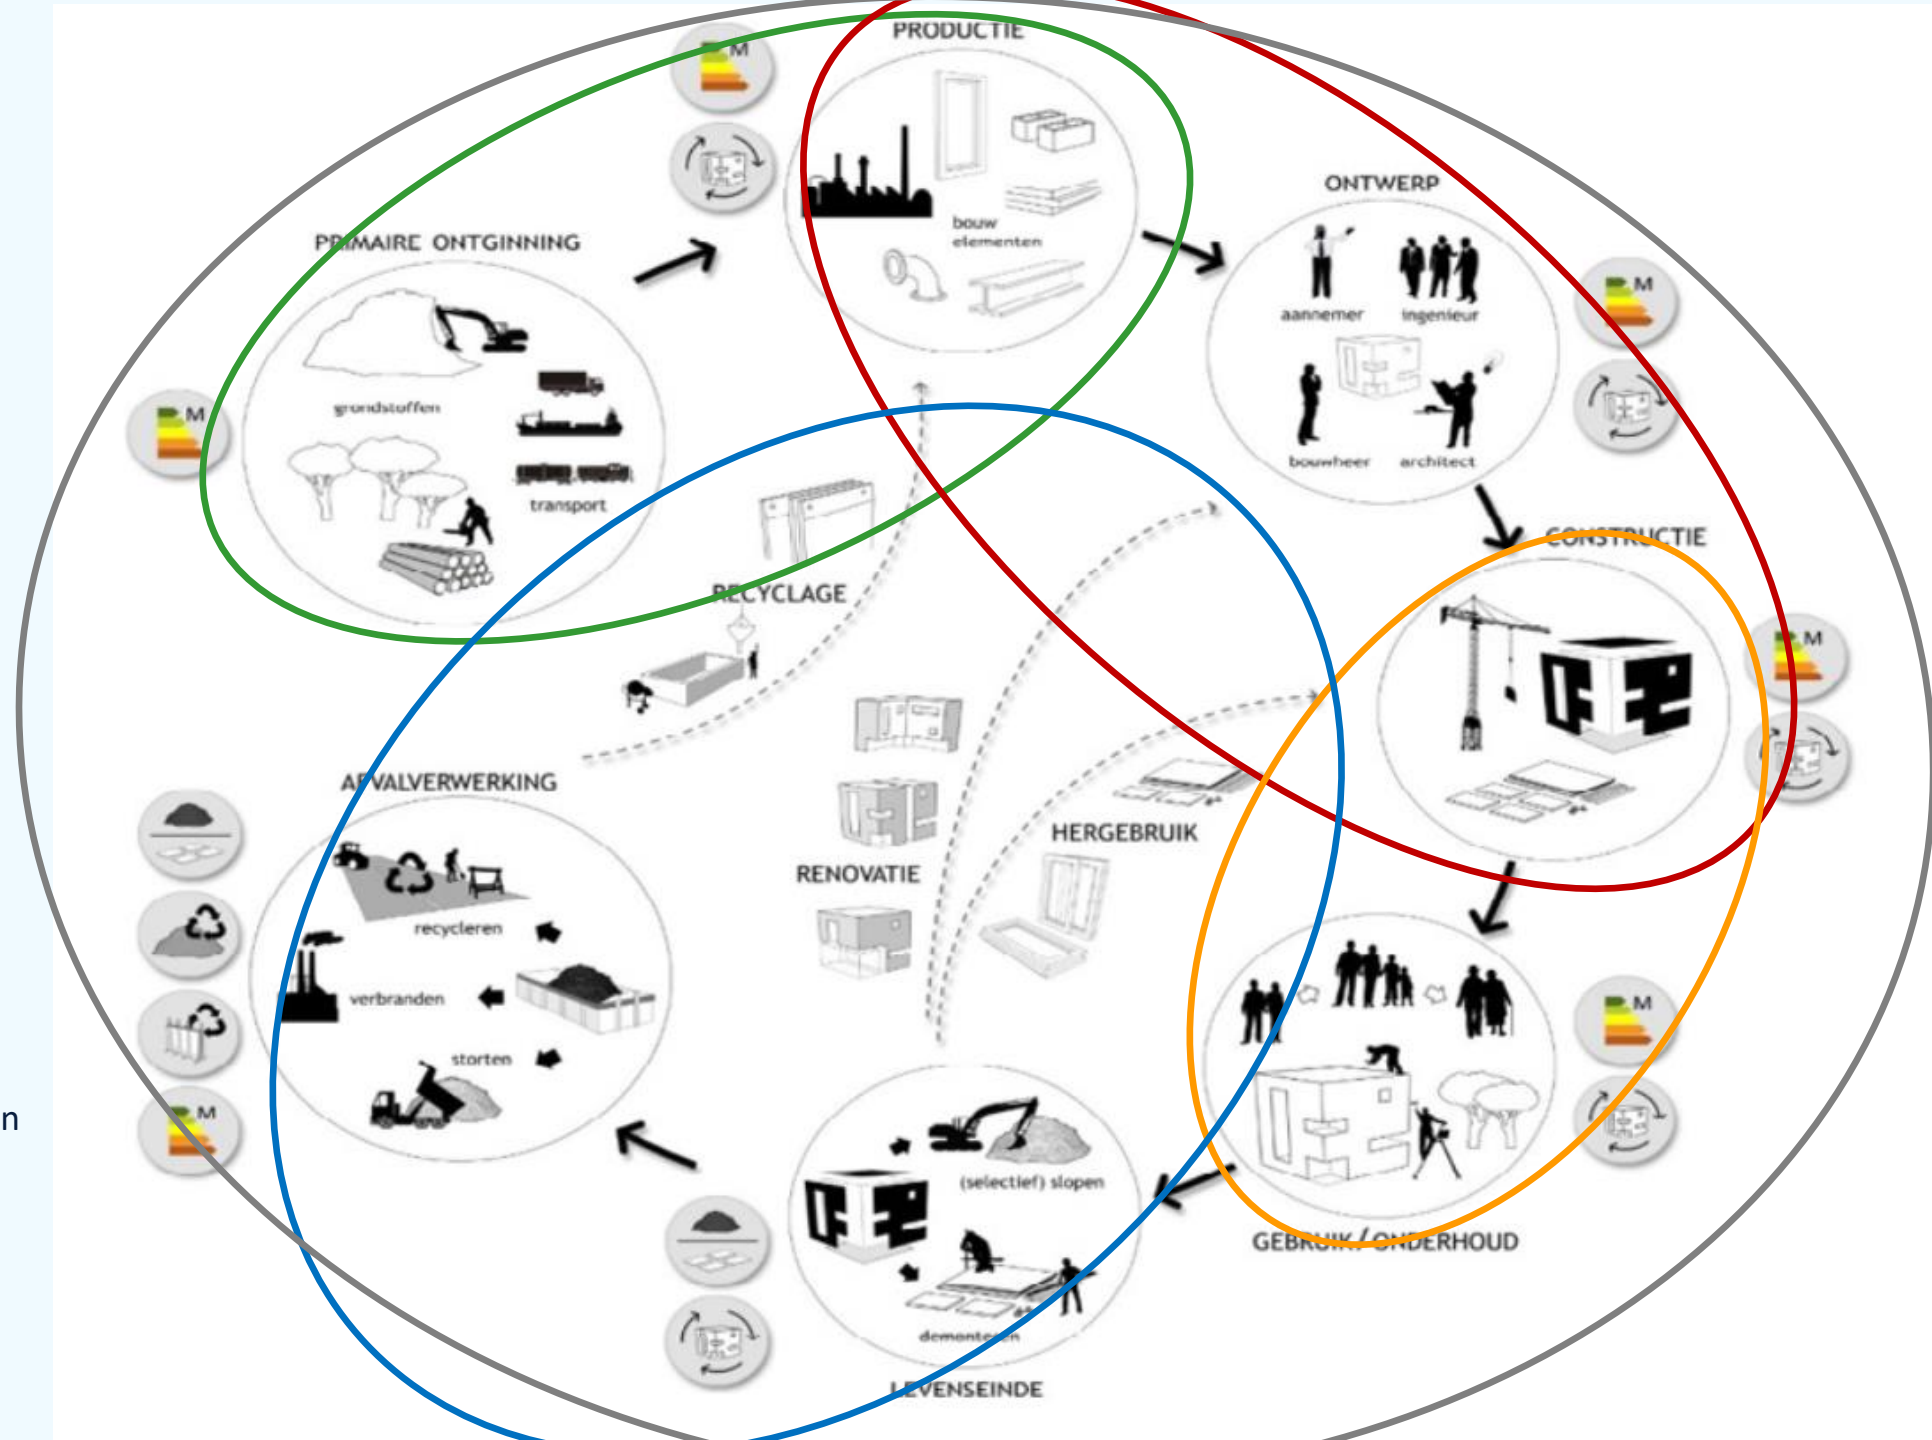 PRODUCTIE
M
bouw
elementen
ONTWERP
aannemer
ingenieur
bouwheer
architect
M
PRIMAIRE ONTGINNING
grondstoffen
transport
M
CONSTRUCTIE
M
RECYCLAGE
AFVALVERWERKING
recycleren
verbranden
storten
M
RENOVATIE
HERGEBRUIK
M
GEBRUIK/ONDERHOUD
(selectief) slopen
demonteren
LEVENSEINDE
n